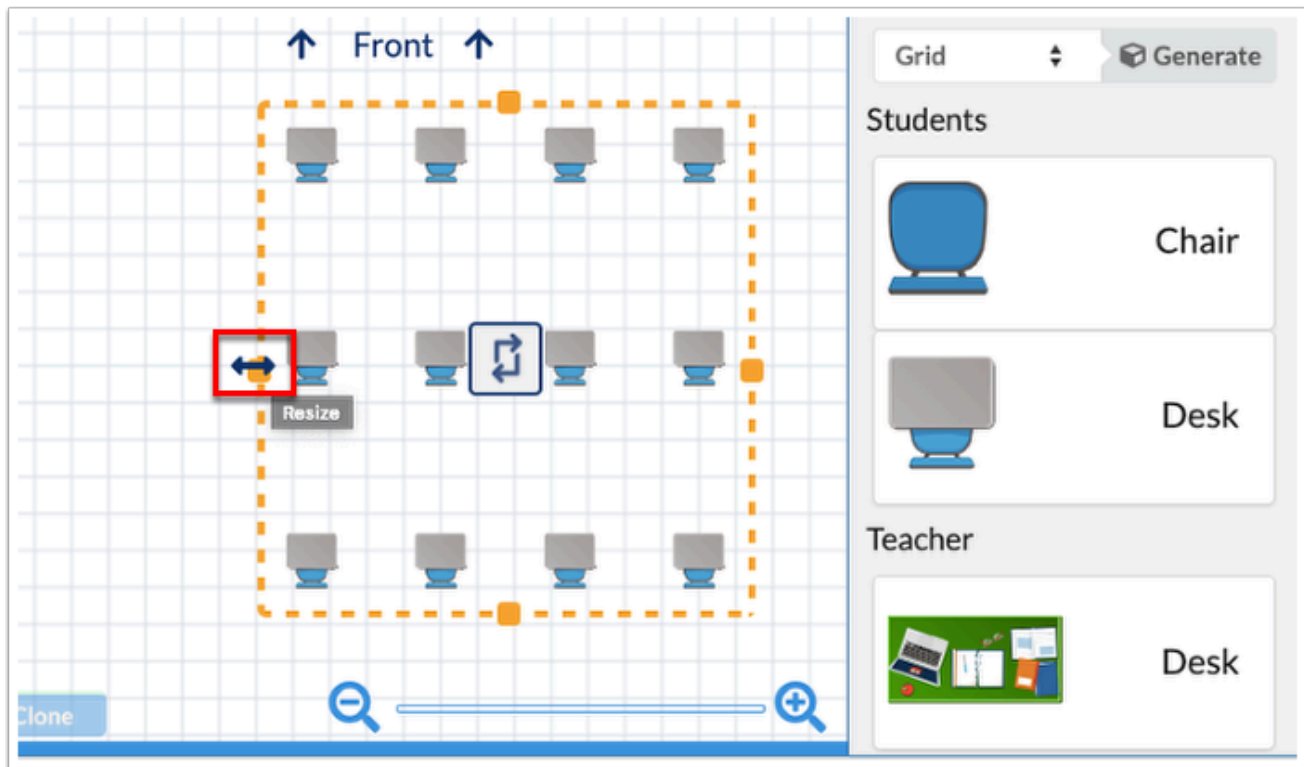 ↑ Front ↑
Grid
Generate
Students
Chair
Resize
Desk
Teacher
Desk
Clone